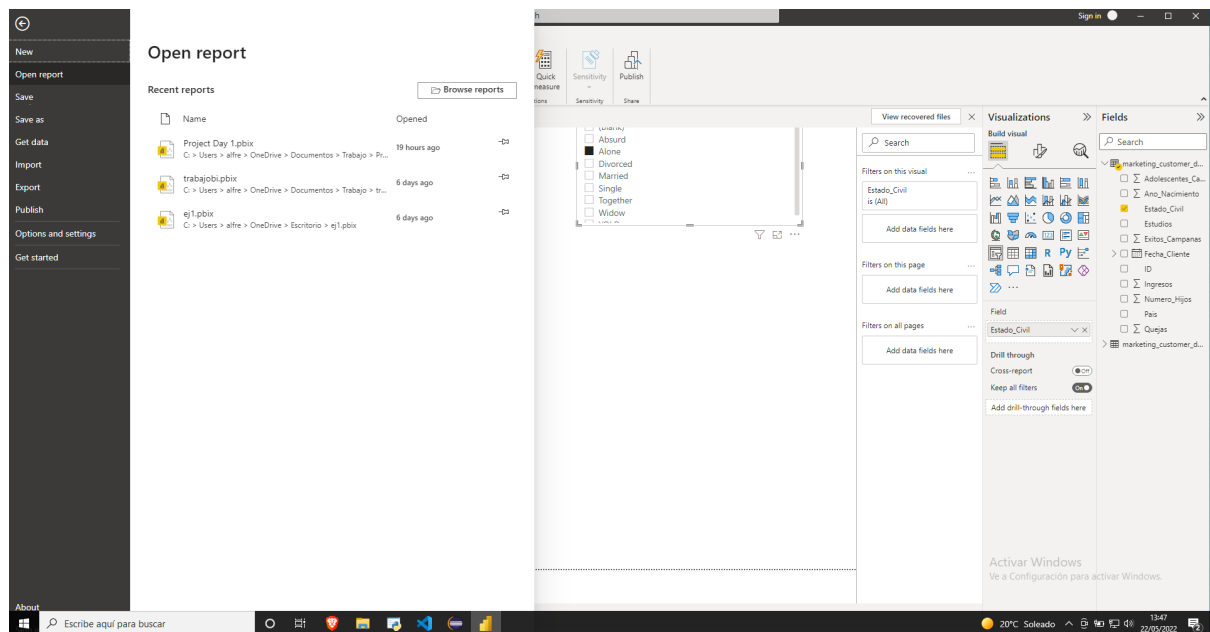 h
Sign in
New
Open report
Save
Save as
Get data
Import
Export
Publish
Options and settings
Get started
About
Open report
Recent reports
Browse reports
Name
Opened
Project Day 1.pbix
C: > Users > alfre > OneDrive > Documentos > Trabajo > Pr...
19 hours ago
trabajobi.pbix
C: > Users > alfre > OneDrive > Documentos > Trabajo > tr...
6 days ago
ej1.pbix
C: > Users > alfre > OneDrive > Escritorio > ej1.pbix
6 days ago
Quick
measure
Sensitivity
Publish
Sensitivity
Share
View recovered files
(Blank)
Absurd
Alone
Divorced
Married
Single
Together
Widow
Search
Filters on this visual
Estado_Civil
is (All)
Add data fields here
Filters on this page
Add data fields here
Filters on all pages
Add data fields here
Visualizations
Build visual
R
Py
Field
Estado_Civil
Drill through
Cross-report
Off
Keep all filters
On
Add drill-through fields here
Fields
Search
marketing_customer_d...
Adolescentes_Ca...
Ano_Nacimiento
Estado_Civil
Estudios
Exitos_Campanas
Fecha_Cliente
ID
Ingresos
Numero_Hijos
Pais
Quejas
marketing_customer_d...
Activar Windows
Ve a Configuración para activar Windows.
Escribe aquí para buscar
20°C Soleado
13:47
22/05/2022
2